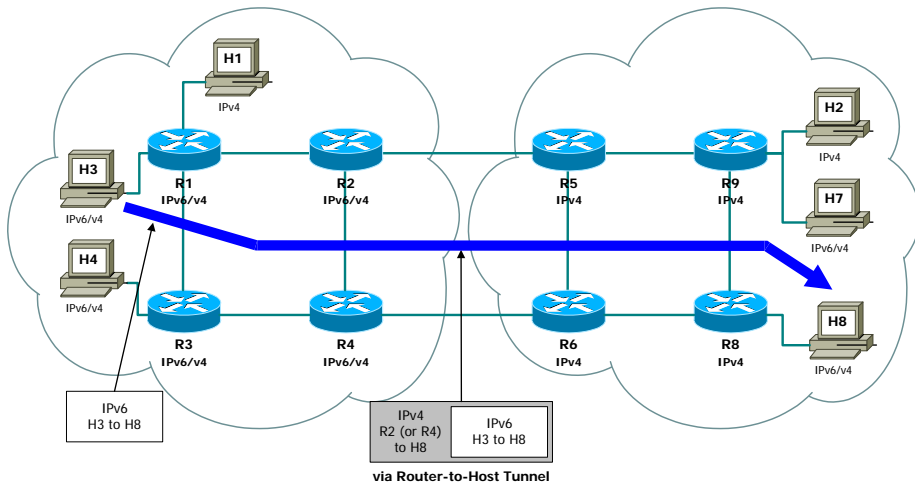 H1
IPv4
H2
IPv4
H3
IPv6/v4
R1
IPv6/v4
R2
IPv6/v4
R5
IPv4
R9
IPv4
H7
IPv6/v4
H4
IPv6/v4
R3
IPv6/v4
R4
IPv6/v4
R6
IPv4
R8
IPv4
H8
IPv6/v4
IPv6
H3 to H8
IPv4
R2 (or R4)
to H8
IPv6
H3 to H8
via Router-to-Host Tunnel